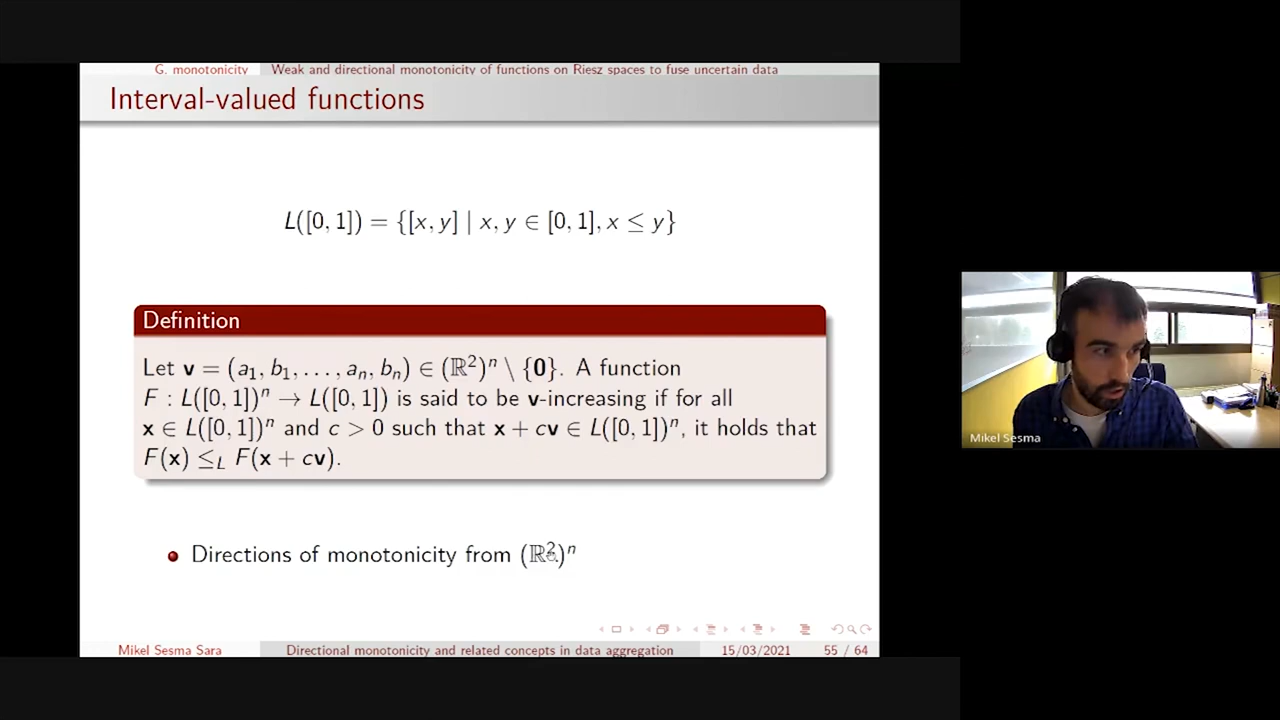 G. monotonicity Weak and directional monotonicity of functions on Riesz spaces to fuse uncertain data
Interval-valued functions
L([0, 1]) = {[x, y] | x, y ∈ [0, 1], x ≤ y}
Definition
Let v = (a₁, b₁, . . . , aₙ, bₙ) ∈ (ℝ²)ⁿ \ {0}. A function
F : L([0, 1])ⁿ → L([0, 1]) is said to be v-increasing if for all
x ∈ L([0, 1])ⁿ and c > 0 such that x + cv ∈ L([0, 1])ⁿ, it holds that
F(x) ≤_L F(x + cv).
Directions of monotonicity from (ℝ²)ⁿ
Mikel Sesma Sara Directional monotonicity and related concepts in data aggregation 15/03/2021 55 / 64
Mikel Sesma